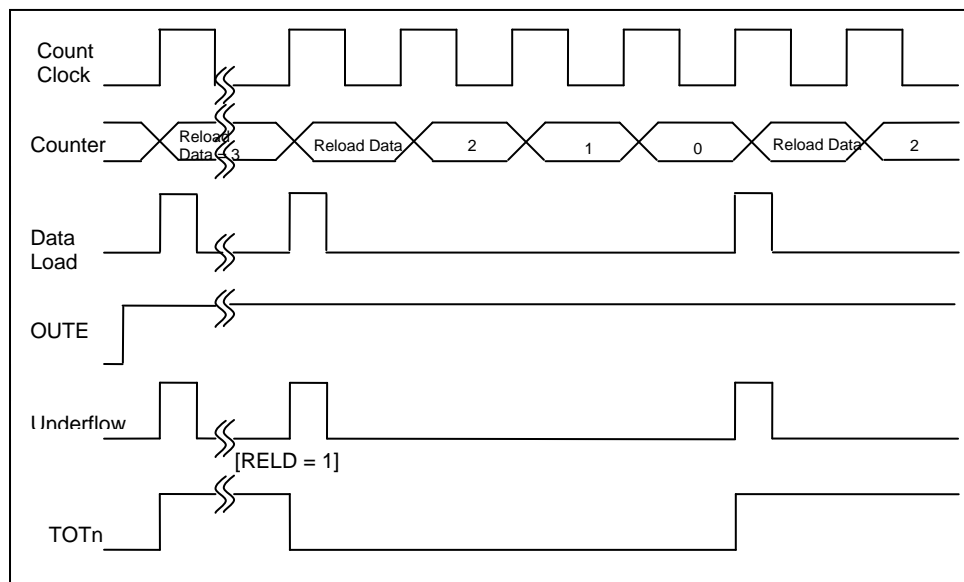 Count
Clock
Counter
Reload
Data = 3
Reload Data
2
1
0
Reload Data
2
Data
Load
OUTE
Underflow
[RELD = 1]
TOTn